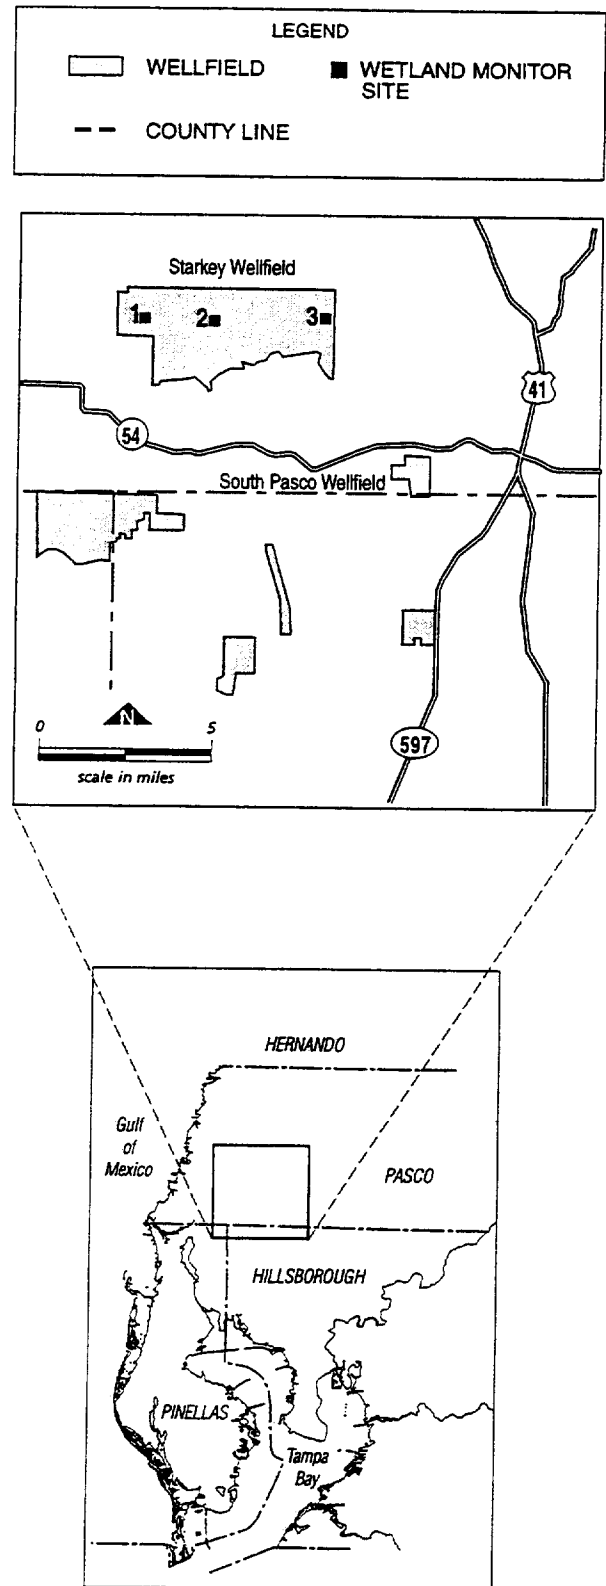 LEGEND
WELLFIELD
WETLAND MONITOR
SITE
COUNTY LINE
Starkey Wellfield
1
2
3
41
54
South Pasco Wellfield
N
0
5
scale in miles
597
HERNANDO
Gulf
of
Mexico
PASCO
HILLSBOROUGH
PINELLAS
Tampa
Bay